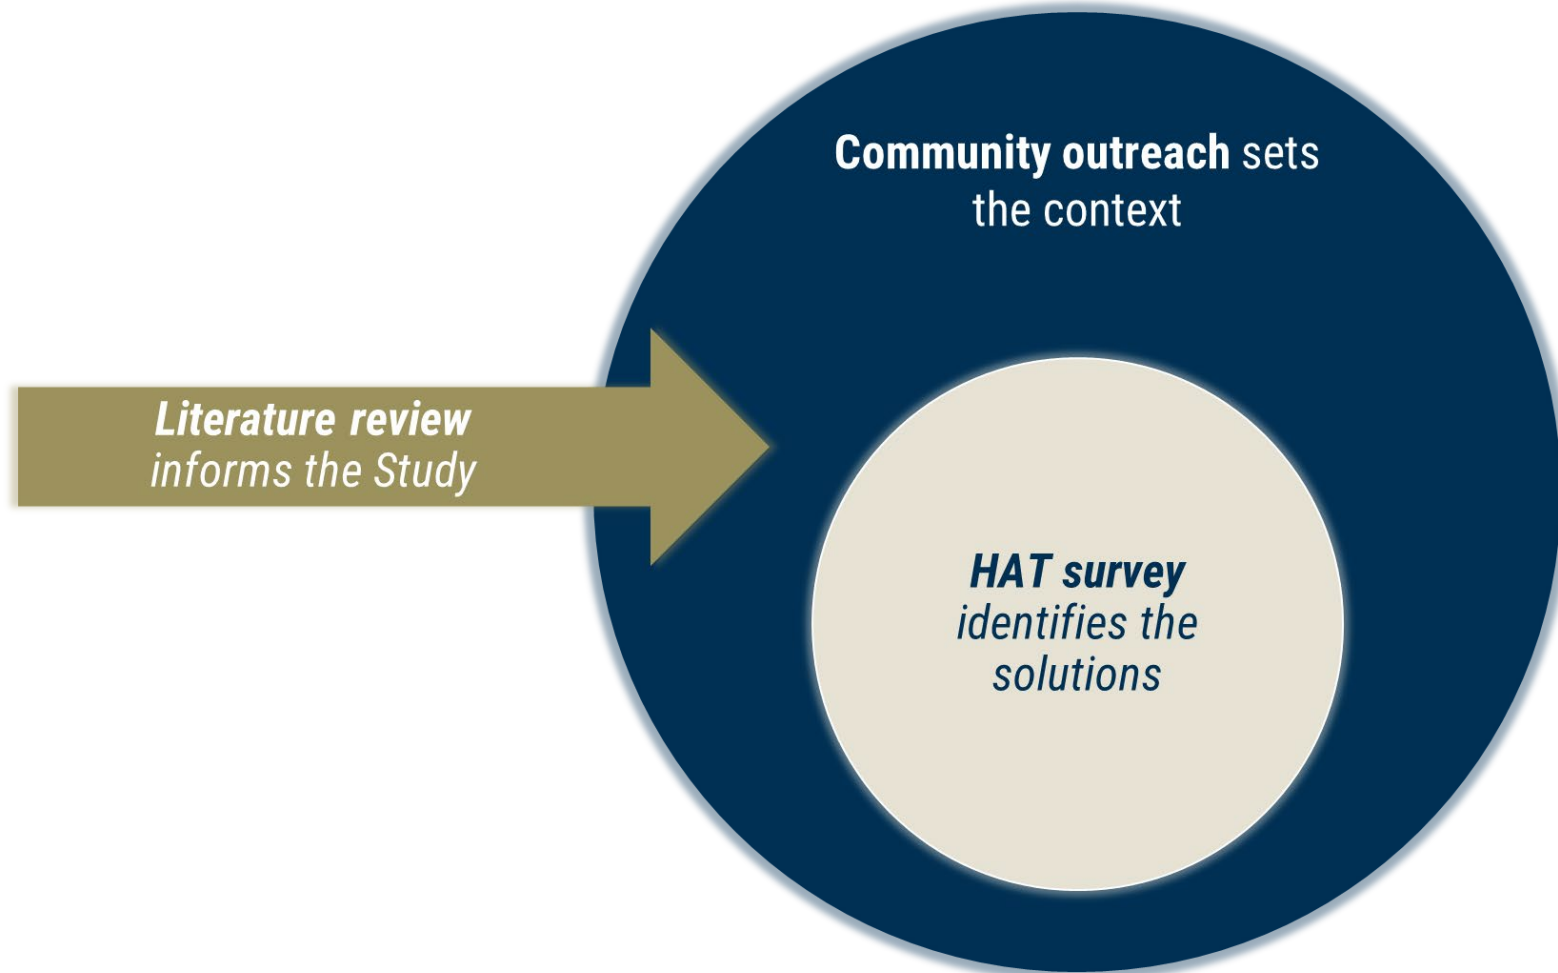 Community outreach sets
the context
Literature review
informs the Study
HAT survey
identifies the
solutions